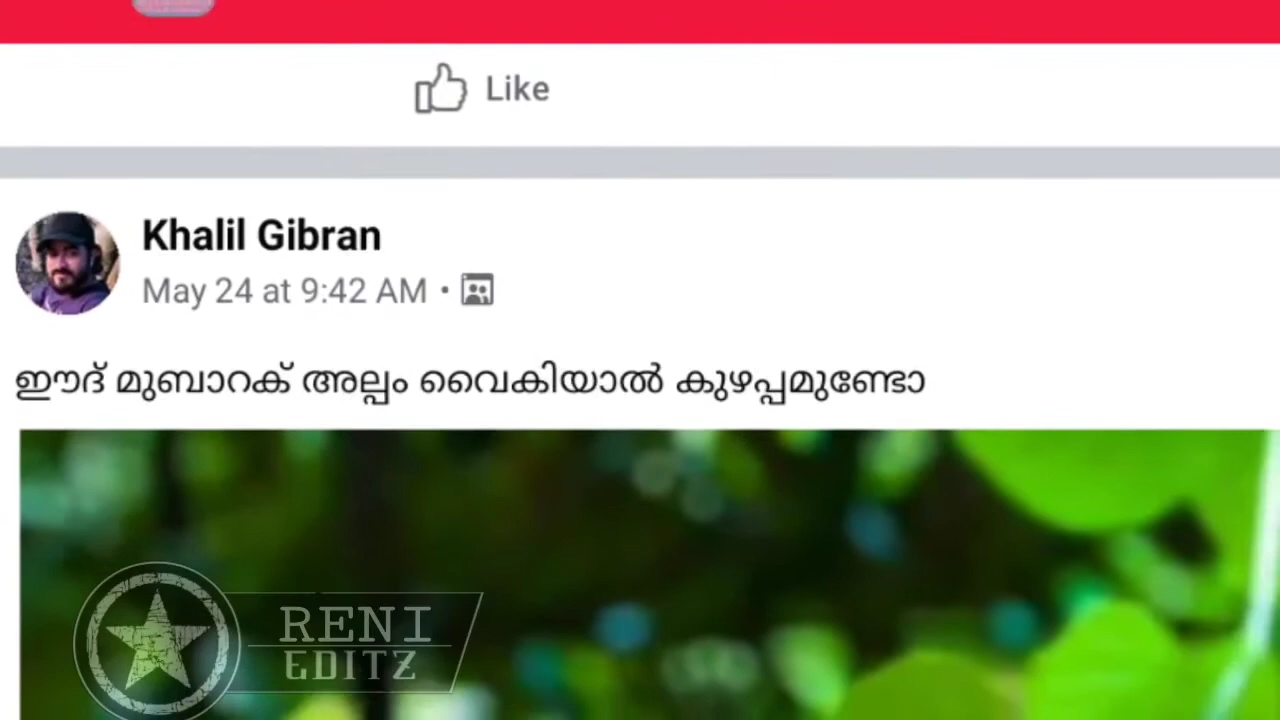 Like
Khalil Gibran
May 24 at 9:42 AM •
ഈദ് മുബാറക് അല്പം വൈകിയാൽ കുഴപ്പമുണ്ടോ
RENI
EDITZ